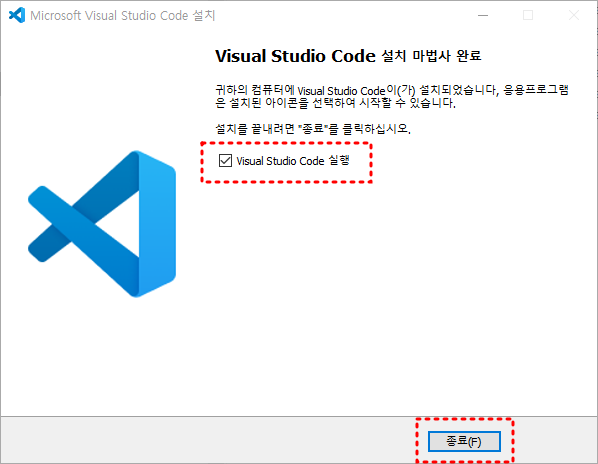 Microsoft Visual Studio Code 설치
Visual Studio Code 설치 마법사 완료
귀하의 컴퓨터에 Visual Studio Code이(가) 설치되었습니다, 응용프로그램
은 설치된 아이콘을 선택하여 시작할 수 있습니다.
설치를 끝내려면 "종료"를 클릭하십시오.
Visual Studio Code 실행
종료(F)